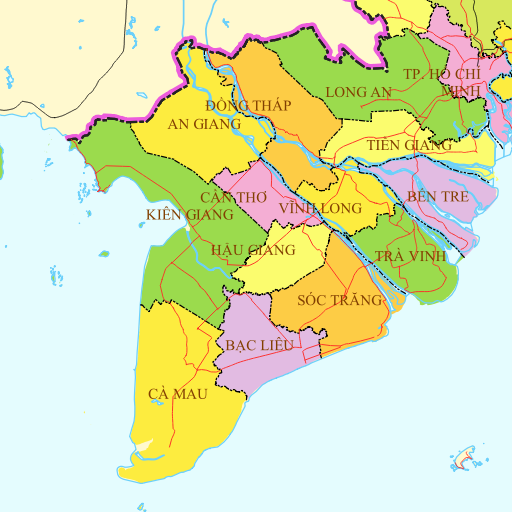 TP. HỒ CHÍ
MINH
LONG AN
ĐỒNG THÁP
AN GIANG
TIỀN GIANG
CẦN THƠ
BẾN TRE
VĨNH LONG
KIÊN GIANG
HẬU GIANG
TRÀ VINH
SÓC TRĂNG
BẠC LIÊU
CÀ MAU